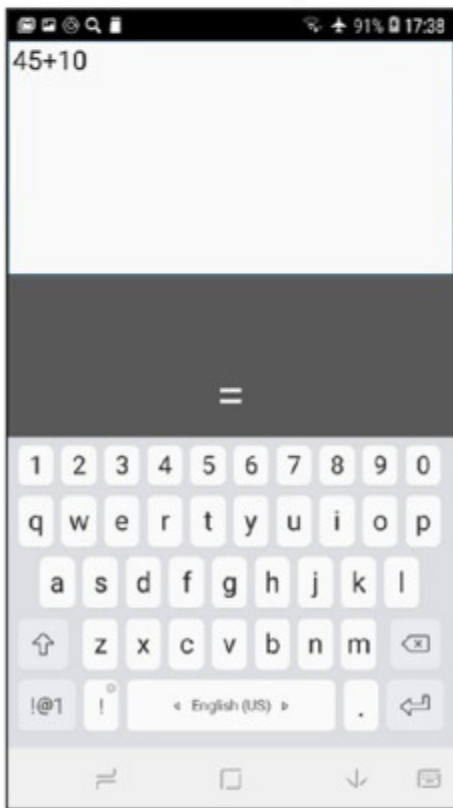 91% 17:38
45+10
=
1 2 3 4 5 6 7 8 9 0
q w e r t y u i o p
a s d f g h j k l
z x c v b n m
!@1 ! English (US) .